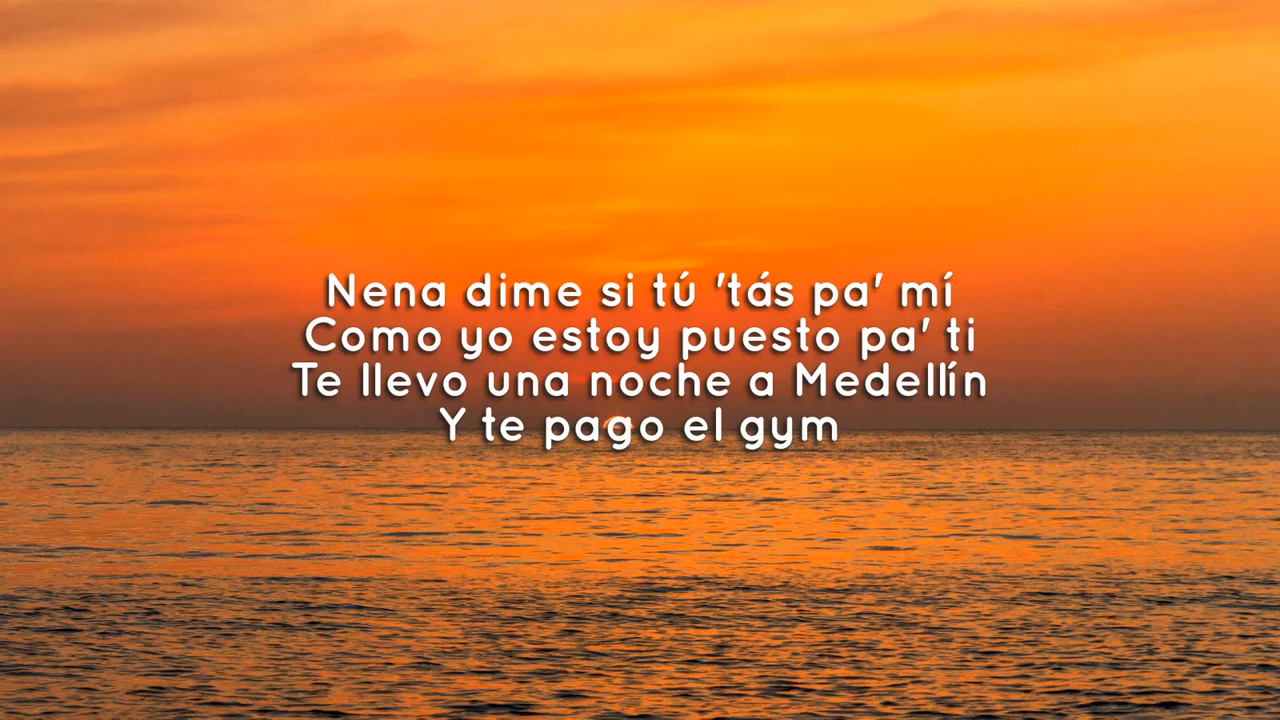 Nena dime si tú 'tás pa' mí
Como yo estoy puesto pa' ti
Te llevo una noche a Medellín
Y te pago el gym